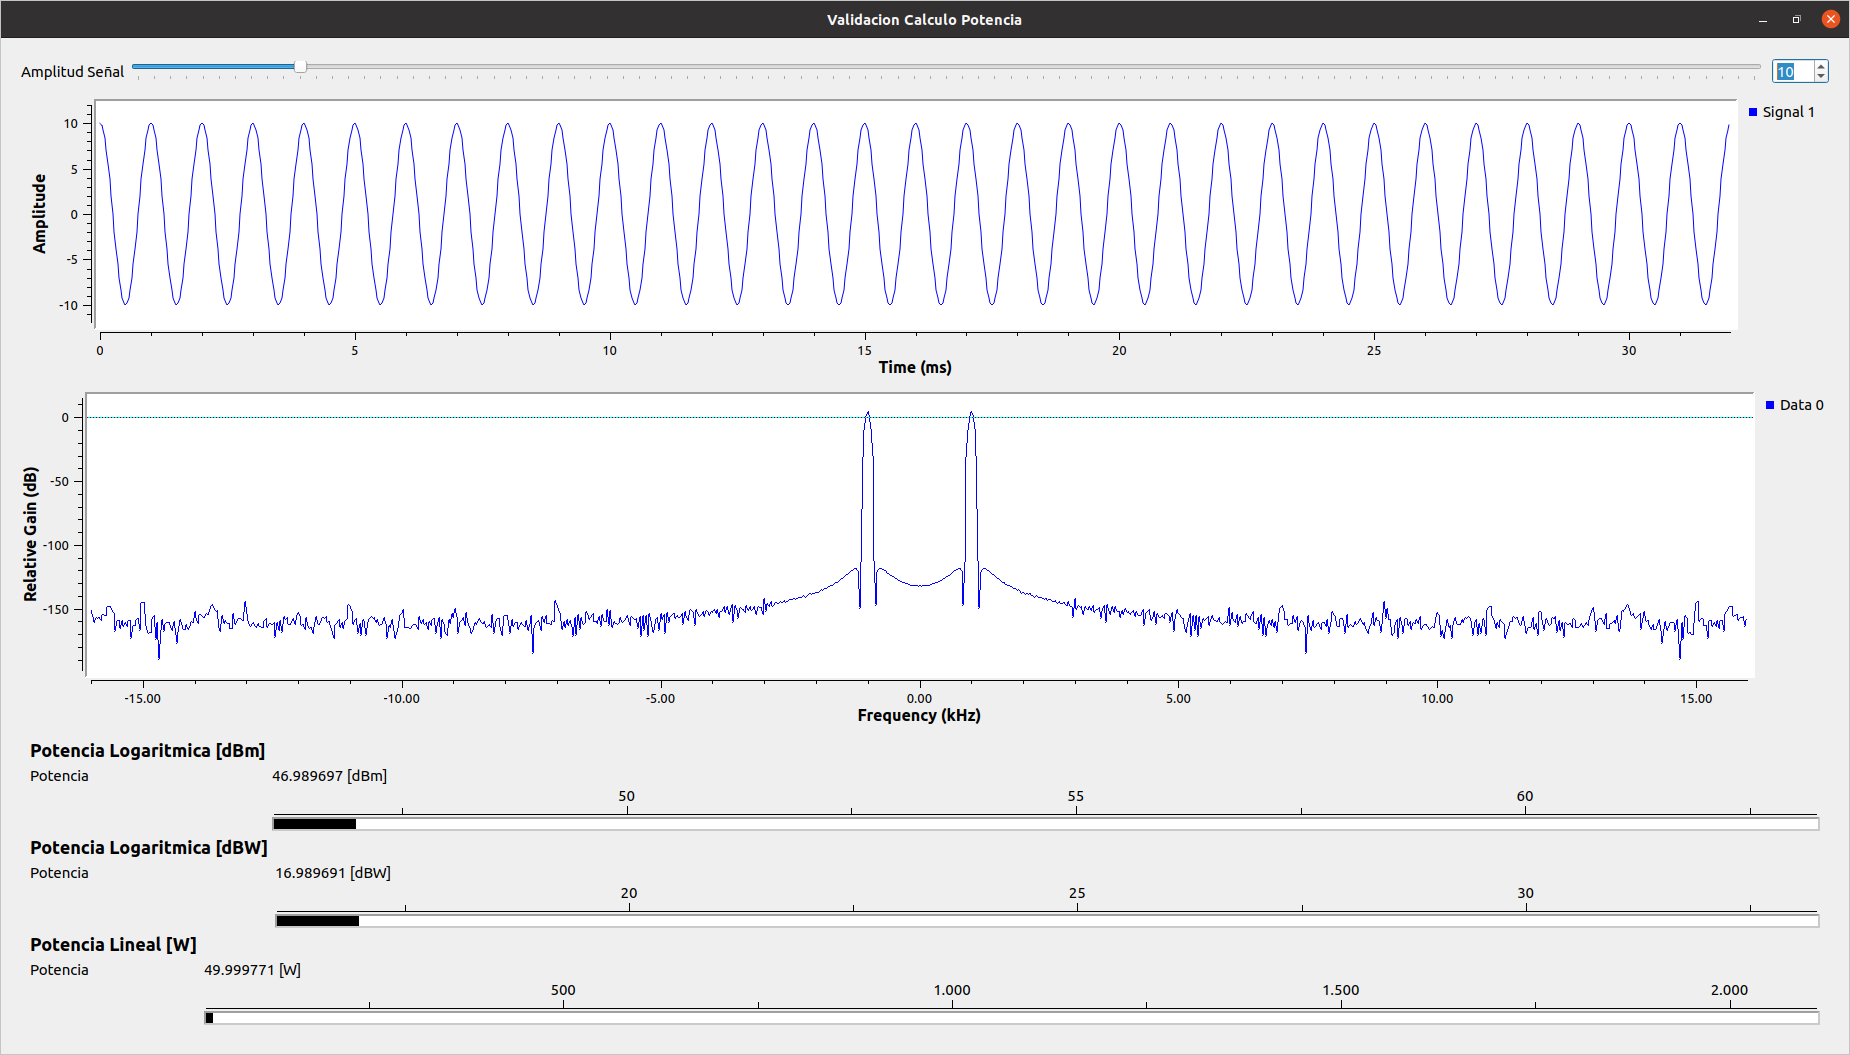 Validacion Calculo Potencia
Amplitud Señal
10
Signal 1
Amplitude
10
5
0
-5
-10
0 5 10 15 20 25 30
Time (ms)
Data 0
Relative Gain (dB)
0
-50
-100
-150
-15.00 -10.00 -5.00 0.00 5.00 10.00 15.00
Frequency (kHz)
Potencia Logaritmica [dBm]
Potencia 46.989697 [dBm]
50 55 60
Potencia Logaritmica [dBW]
Potencia 16.989691 [dBW]
20 25 30
Potencia Lineal [W]
Potencia 49.999771 [W]
500 1.000 1.500 2.000